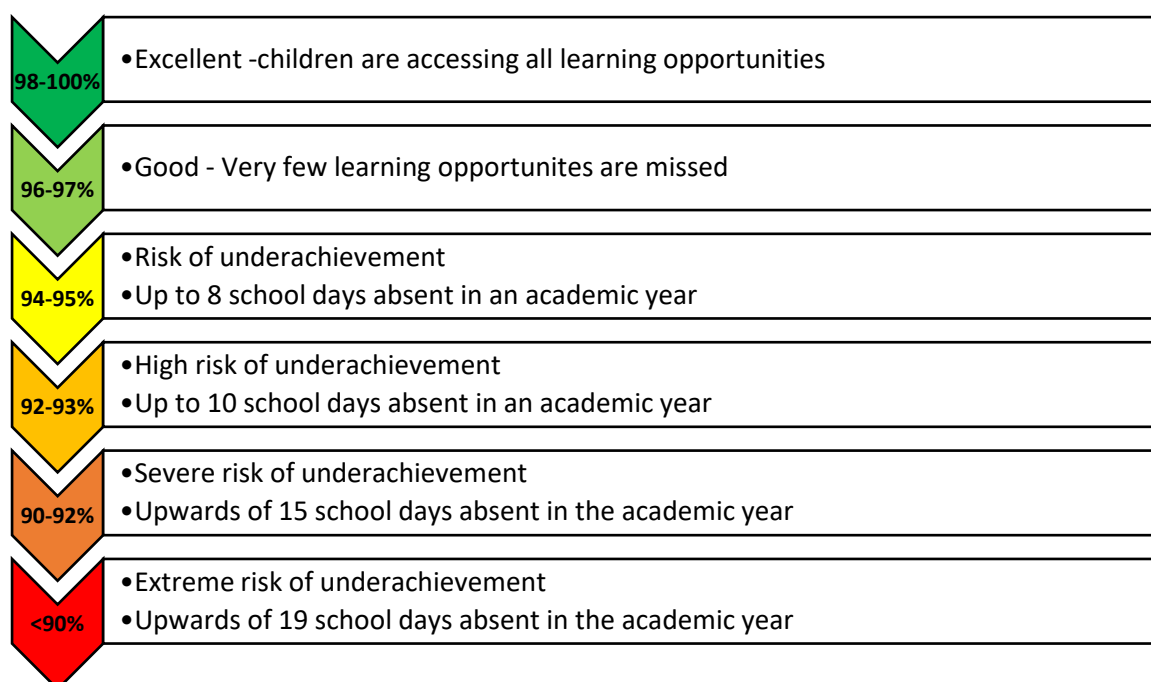 98-100%
•Excellent -children are accessing all learning opportunities
96-97%
•Good - Very few learning opportunites are missed
94-95%
•Risk of underachievement
•Up to 8 school days absent in an academic year
92-93%
•High risk of underachievement
•Up to 10 school days absent in an academic year
90-92%
•Severe risk of underachievement
•Upwards of 15 school days absent in the academic year
<90%
•Extreme risk of underachievement
•Upwards of 19 school days absent in the academic year